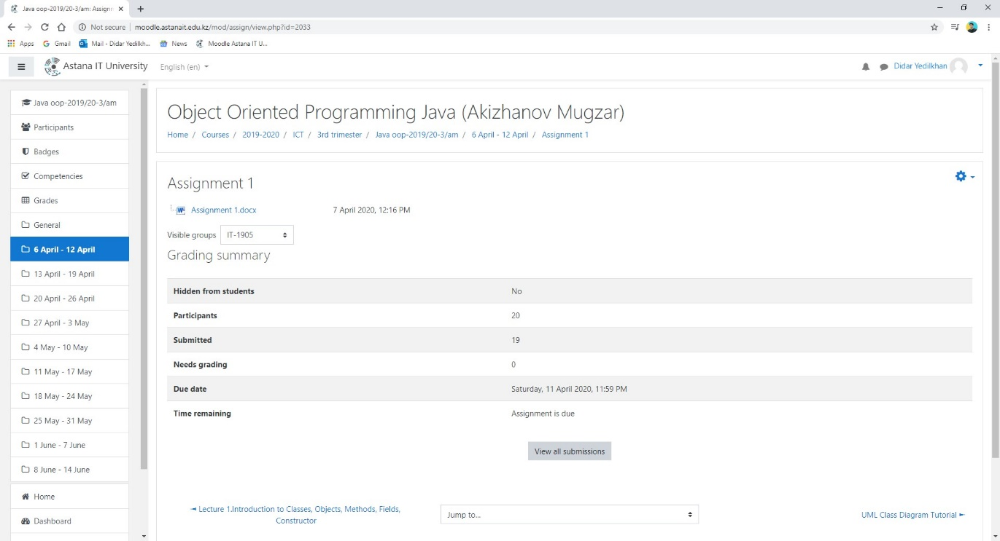 Java oop-2019/20-3/am: Assignm
Not secure | moodle.astanait.edu.kz/mod/assign/view.php?id=2033
Apps Gmail Mail - Didar Yedilkh... News Moodle Astana IT U...
Astana IT University English (en) Didar Yedilkhan
Java oop-2019/20-3/am
Participants
Badges
Competencies
Grades
General
6 April - 12 April
13 April - 19 April
20 April - 26 April
27 April - 3 May
4 May - 10 May
11 May - 17 May
18 May - 24 May
25 May - 31 May
1 June - 7 June
8 June - 14 June
Home
Dashboard
Object Oriented Programming Java (Akizhanov Mugzar)
Home / Courses / 2019-2020 / ICT / 3rd trimester / Java oop-2019/20-3/am / 6 April - 12 April / Assignment 1
Assignment 1
Assignment 1.docx 7 April 2020, 12:16 PM
Visible groups IT-1905
Grading summary
Hidden from students No
Participants 20
Submitted 19
Needs grading 0
Due date Saturday, 11 April 2020, 11:59 PM
Time remaining Assignment is due
View all submissions
◄ Lecture 1.Introduction to Classes, Objects, Methods, Fields,
Constructor
Jump to...
UML Class Diagram Tutorial ►